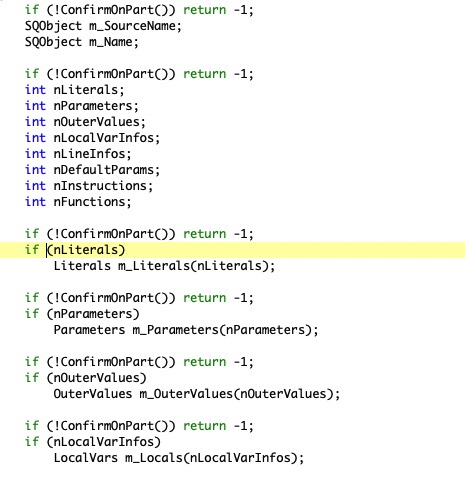 if (!ConfirmOnPart()) return -1;
SQObject m_SourceName;
SQObject m_Name;
if (!ConfirmOnPart()) return -1;
int nLiterals;
int nParameters;
int nOuterValues;
int nLocalVarInfos;
int nLineInfos;
int nDefaultParams;
int nInstructions;
int nFunctions;
if (!ConfirmOnPart()) return -1;
if (nLiterals)
Literals m_Literals(nLiterals);
if (!ConfirmOnPart()) return -1;
if (nParameters)
Parameters m_Parameters(nParameters);
if (!ConfirmOnPart()) return -1;
if (nOuterValues)
OuterValues m_OuterValues(nOuterValues);
if (!ConfirmOnPart()) return -1;
if (nLocalVarInfos)
LocalVars m_Locals(nLocalVarInfos);